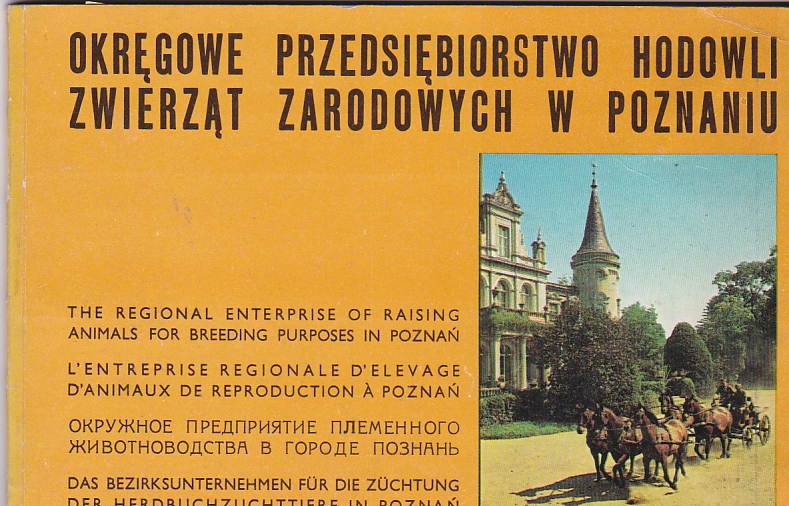 OKRĘGOWE PRZEDSIĘBIORSTWO HODOWLI
ZWIERZĄT ZARODOWYCH W POZNANIU
THE REGIONAL ENTERPRISE OF RAISING
ANIMALS FOR BREEDING PURPOSES IN POZNAŃ
L'ENTREPRISE REGIONALE D'ELEVAGE
D'ANIMAUX DE REPRODUCTION À POZNAŃ
ОКРУЖНОЕ ПРЕДПРИЯТИЕ ПЛЕМЕННОГО
ЖИВОТНОВОДСТВА В ГОРОДЕ ПОЗНАНЬ
DAS BEZIRKSUNTERNEHMEN FÜR DIE ZÜCHTUNG
DER HERDBUCHZUCHTTIERE IN POZNAŃ